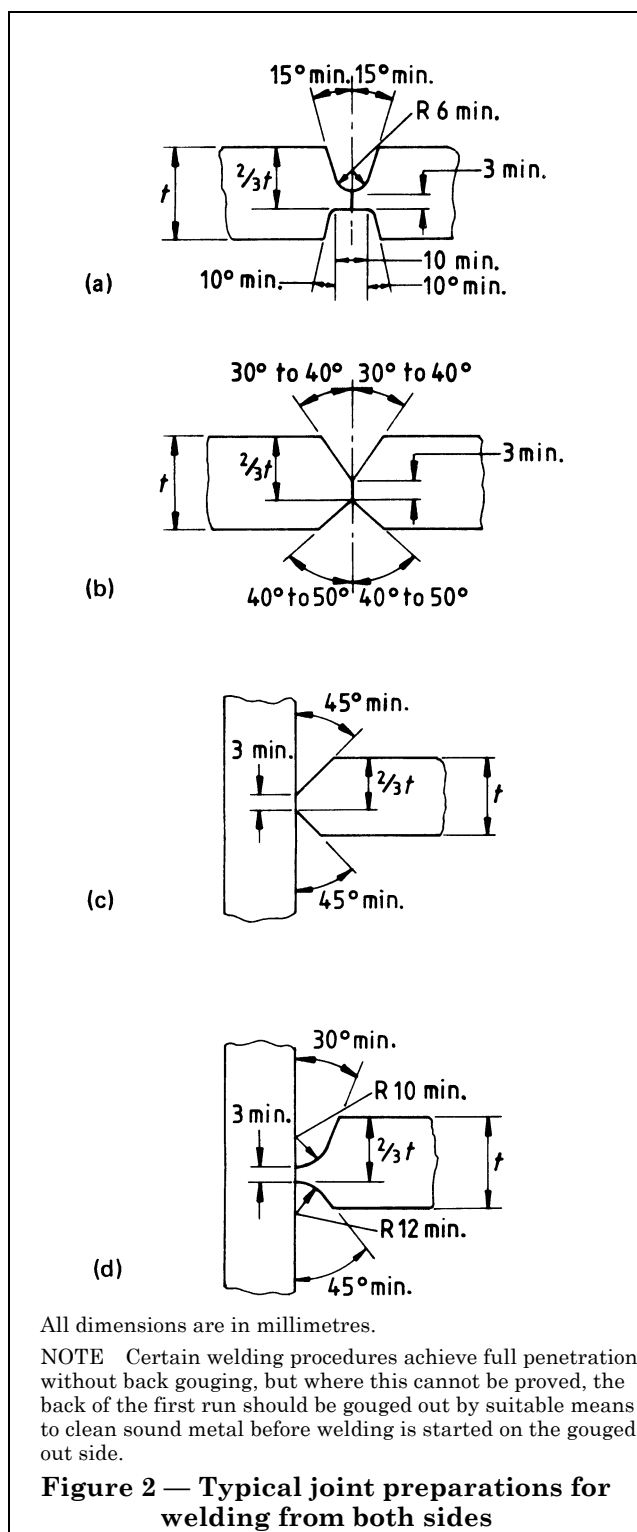 15° min. 15° min.
R 6 min.
2/3 t
3 min.
t
10 min.
10° min.
10° min.
(a)
30° to 40° 30° to 40°
2/3 t
3 min.
t
(b)
40° to 50° 40° to 50°
45° min.
3 min.
2/3 t
t
(c)
45° min.
30° min.
R 10 min.
3 min.
2/3 t
t
R 12 min.
(d)
45° min.
All dimensions are in millimetres.
NOTE Certain welding procedures achieve full penetration
without back gouging, but where this cannot be proved, the
back of the first run should be gouged out by suitable means
to clean sound metal before welding is started on the gouged
out side.
Figure 2 — Typical joint preparations for
welding from both sides